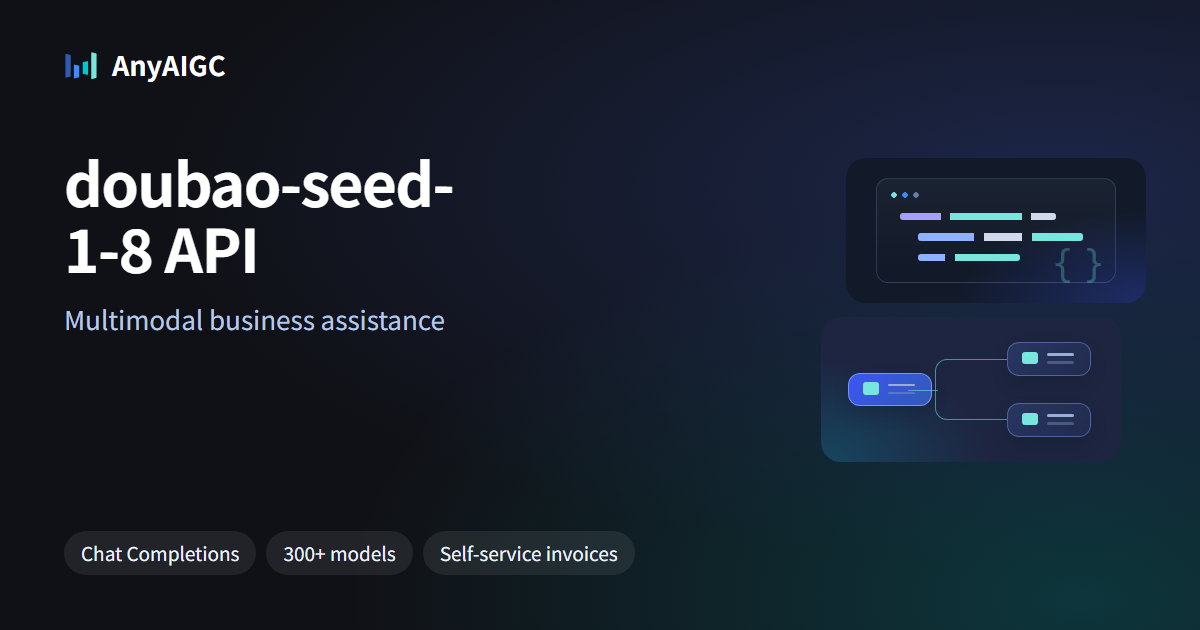 AnyAIGC
doubao-seed-
1-8 API
Multimodal business assistance
{ }
Chat Completions
300+ models
Self-service invoices